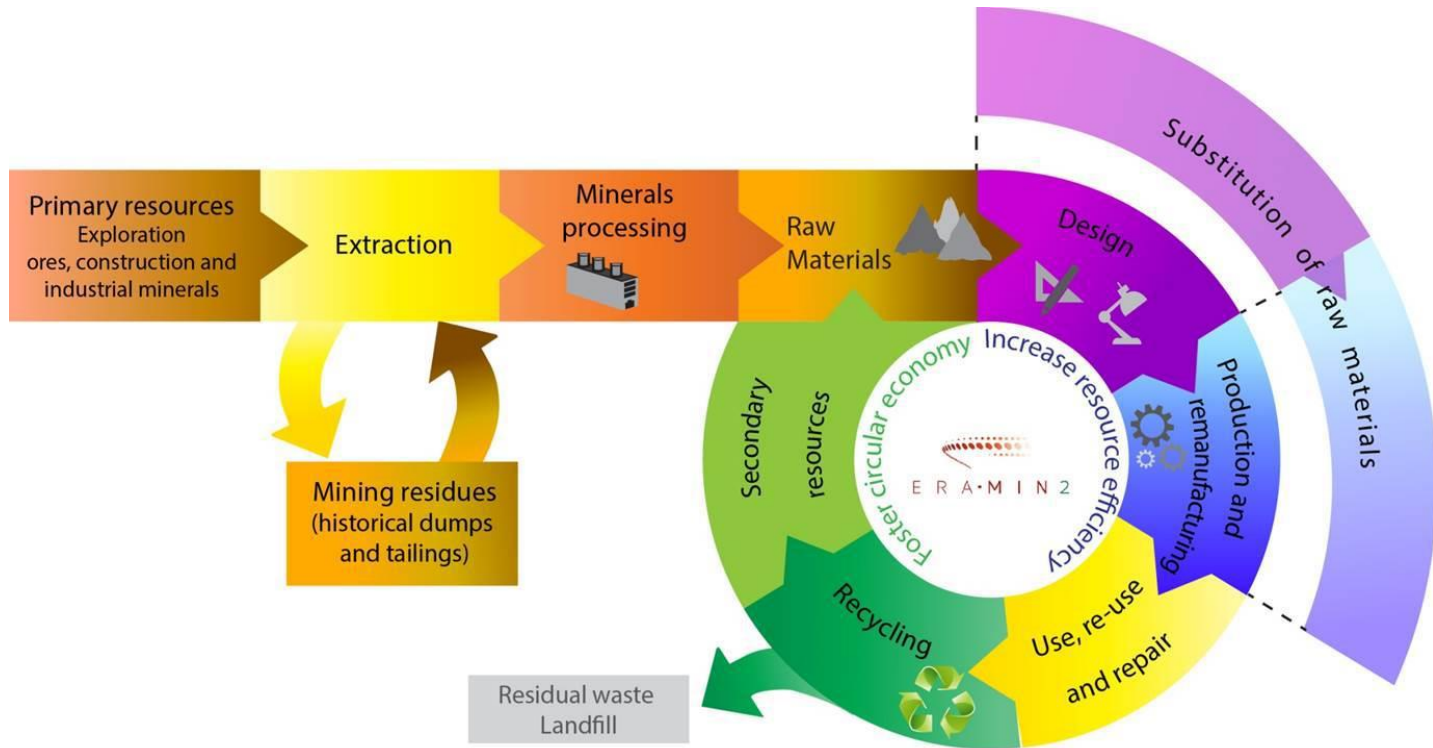 Primary resources
Exploration
ores, construction and
industrial minerals
Extraction
Minerals
processing
Raw
Materials
Design
Substitution of raw materials
Production and
remanufacturing
Use, re-use
and repair
Recycling
Secondary
resources
Foster circular economy
Increase resource efficiency
ERA·MIN2
Mining residues
(historical dumps
and tailings)
Residual waste
Landfill